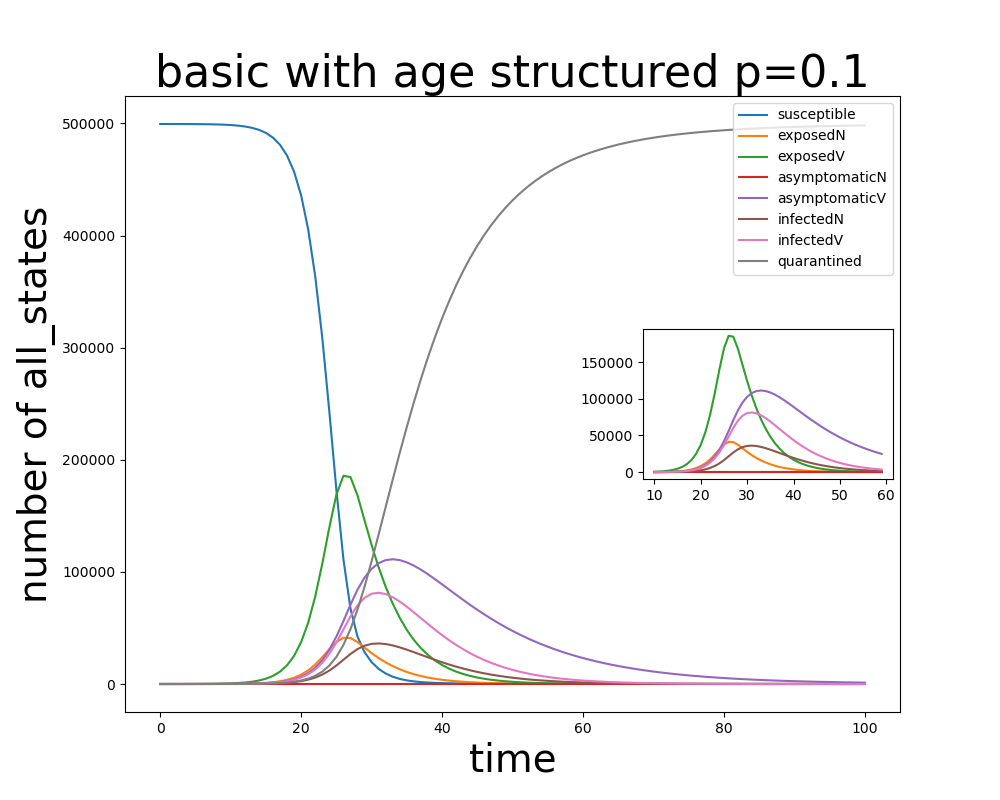 basic with age structured p=0.1
number of all_states
500000
400000
300000
200000
100000
0
susceptible
exposedN
exposedV
asymptomaticN
asymptomaticV
infectedN
infectedV
quarantined
150000
100000
50000
0
10 20 30 40 50 60
0 20 40 60 80 100
time